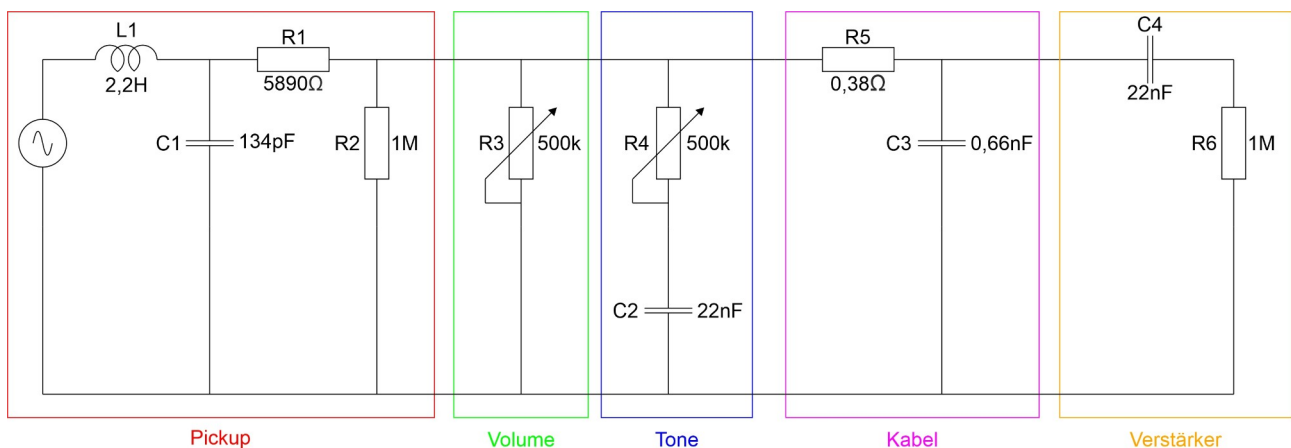 L1
2,2H
R1
5890Ω
C1
134pF
R2
1M
R3
500k
R4
500k
C2
22nF
R5
0,38Ω
C3
0,66nF
C4
22nF
R6
1M
Pickup
Volume
Tone
Kabel
Verstärker